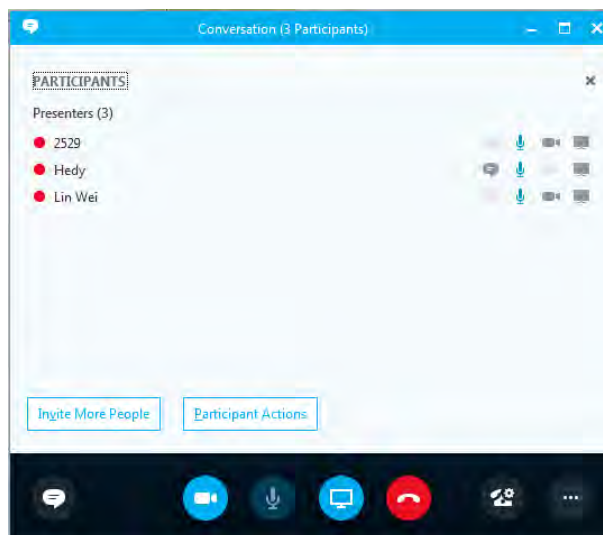 Conversation (3 Participants)
PARTICIPANTS
Presenters (3)
2529
Hedy
Lin Wei
Invite More People
Participant Actions